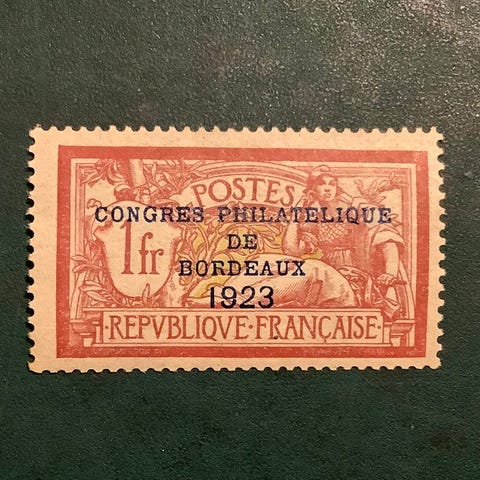 POSTES
CONGRES PHILATELIQUE
DE
BORDEAUX
1fr
1923
·REPVBLIQVE·FRANÇAISE·